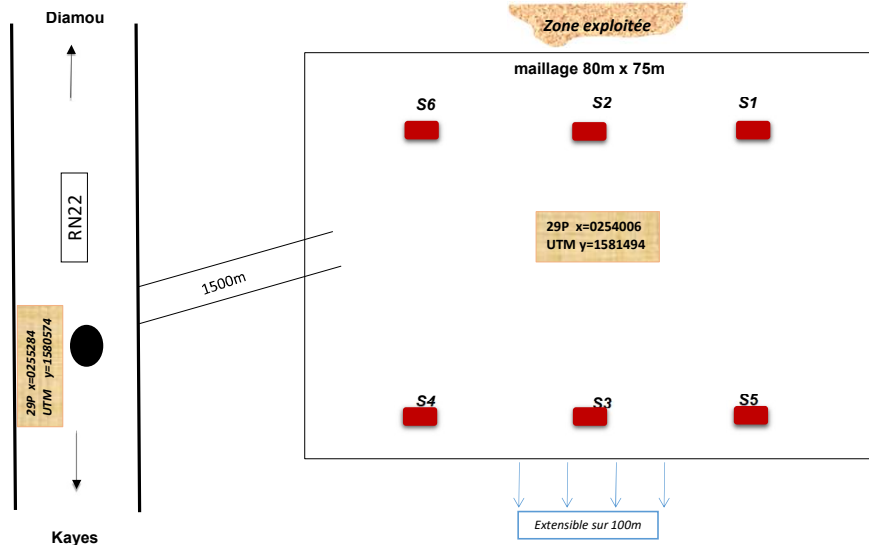 Diamou
Zone exploitée
maillage 80m x 75m
S6
S2
S1
RN22
29P x=0254006
UTM y=1581494
1500m
29P x=0255284
UTM y=1580574
S4
S3
S5
Extensible sur 100m
Kayes